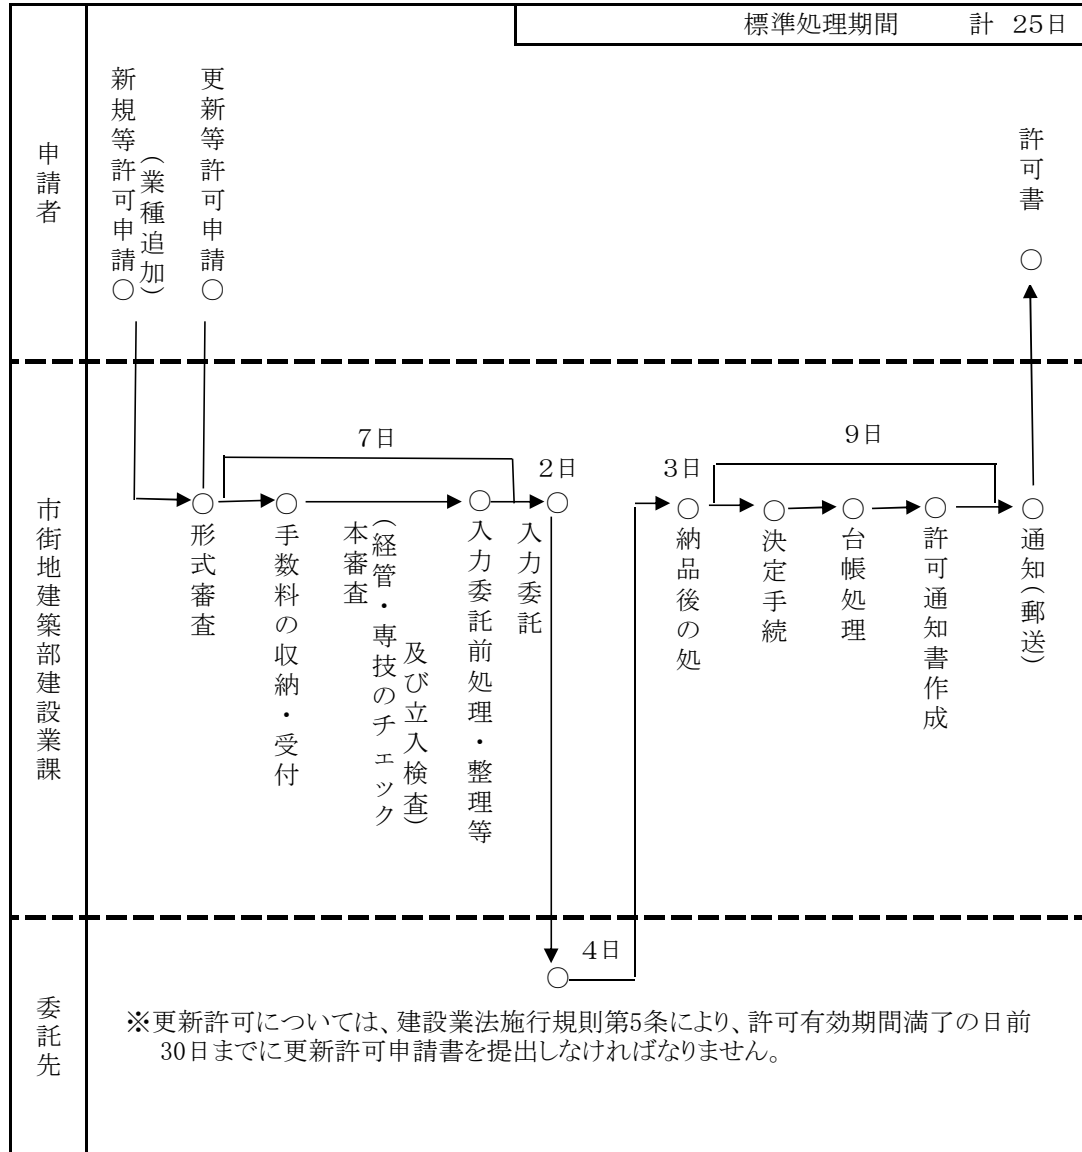 標準処理期間 計 25日
申請者
新規等許可申請○
(業種追加)
更新等許可申請○
許可書 ○
市街地建築部建設業課
7日
2日
3日
9日
○形式審査
○手数料の収納・受付
本審査
(経管・専技のチェック
及び立入検査)
○入力委託前処理・整理等
○入力委託
○納品後の処
○決定手続
○台帳処理
○許可通知書作成
○通知(郵送)
委託先
○
4日
※更新許可については、建設業法施行規則第5条により、許可有効期間満了の日前
30日までに更新許可申請書を提出しなければなりません。